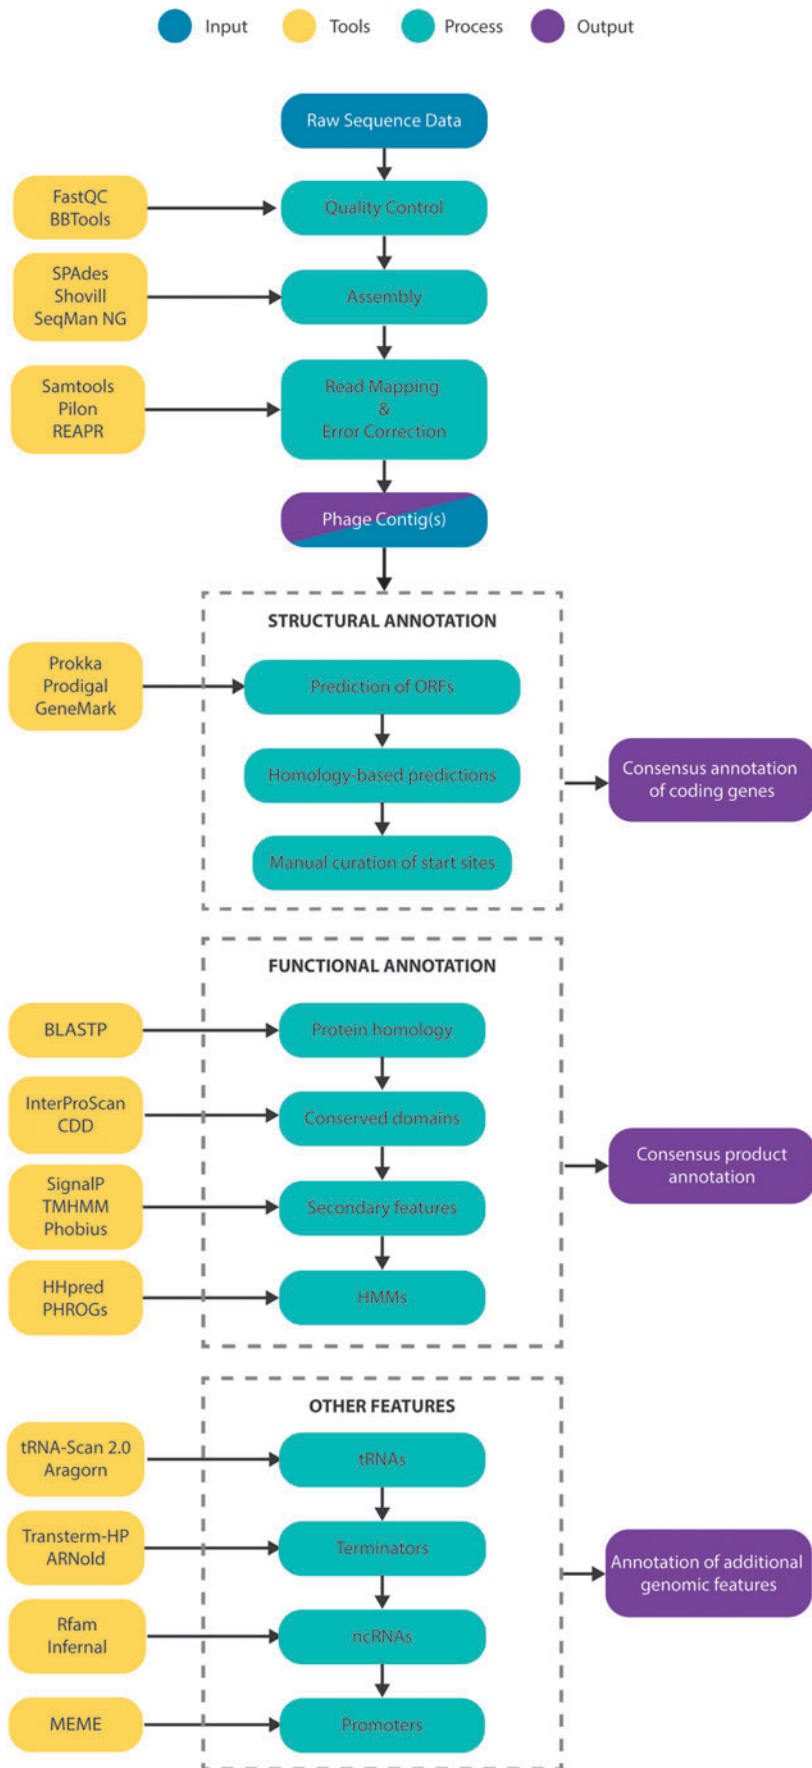 Input
Tools
Process
Output
Raw Sequence Data
FastQC
BBTools
Quality Control
SPAdes
Shovill
SeqMan NG
Assembly
Samtools
Pilon
REAPR
Read Mapping
&
Error Correction
Phage Contig(s)
STRUCTURAL ANNOTATION
Prokka
Prodigal
GeneMark
Prediction of ORFs
Homology-based predictions
Manual curation of start sites
Consensus annotation
of coding genes
FUNCTIONAL ANNOTATION
BLASTP
Protein homology
InterProScan
CDD
Conserved domains
SignalP
TMHMM
Phobius
Secondary features
HHpred
PHROGs
HMMs
Consensus product
annotation
OTHER FEATURES
tRNA-Scan 2.0
Aragorn
tRNAs
Transterm-HP
ARNold
Terminators
Rfam
Infernal
ncRNAs
MEME
Promoters
Annotation of additional
genomic features